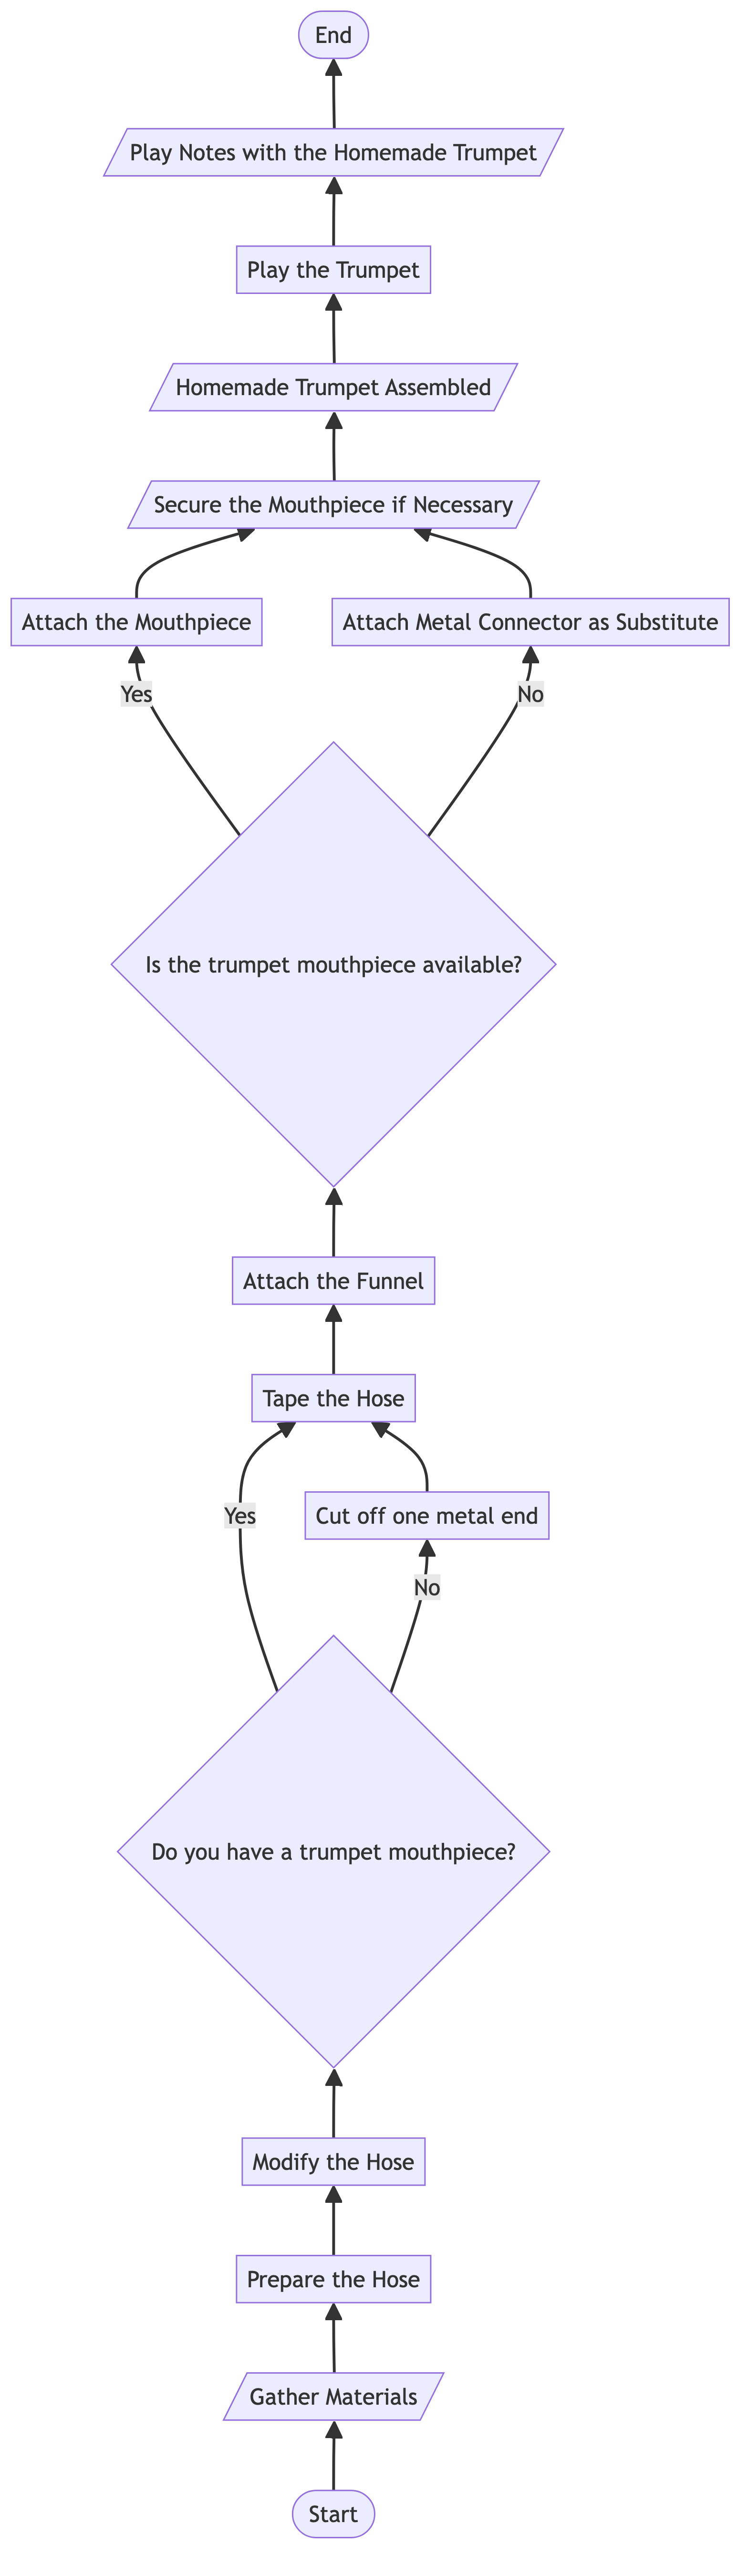 End
Play Notes with the Homemade Trumpet
Play the Trumpet
Homemade Trumpet Assembled
Secure the Mouthpiece if Necessary
Attach the Mouthpiece
Attach Metal Connector as Substitute
Yes
No
Is the trumpet mouthpiece available?
Attach the Funnel
Tape the Hose
Yes
Cut off one metal end
No
Do you have a trumpet mouthpiece?
Modify the Hose
Prepare the Hose
Gather Materials
Start